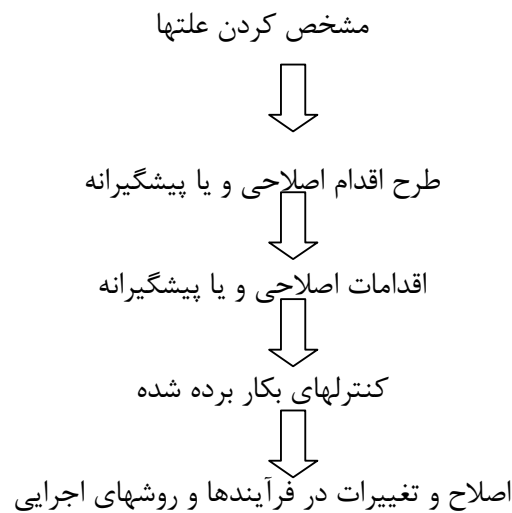 مشخص کردن علتها
طرح اقدام اصلاحی و یا پیشگیرانه
اقدامات اصلاحی و یا پیشگیرانه
کنترلهای بکار برده شده
اصلاح و تغییرات در فرآیندها و روشهای اجرایی